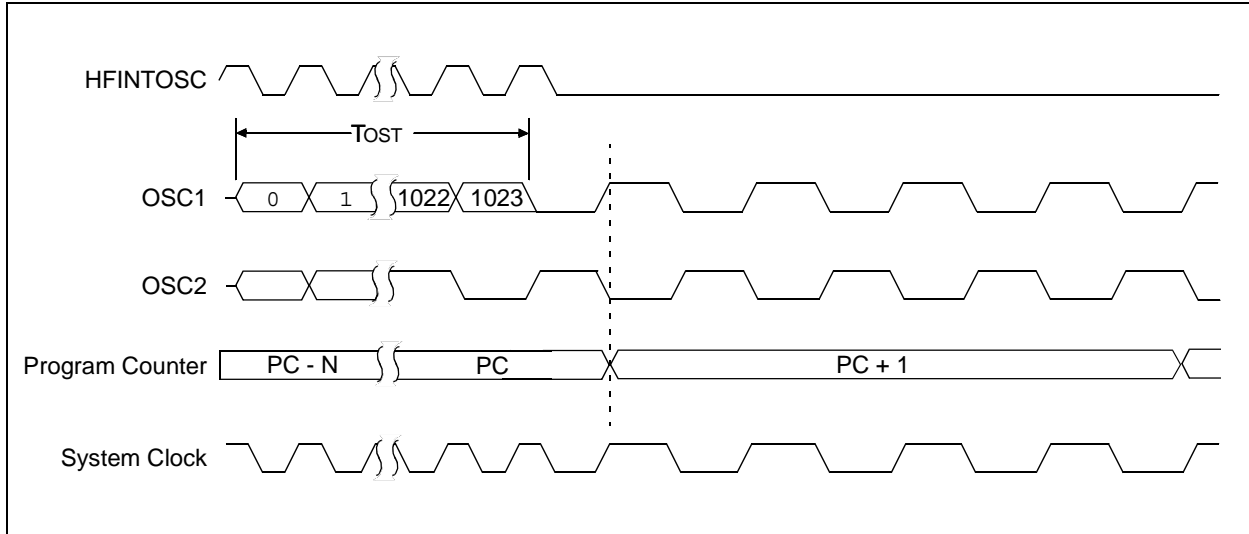 HFINTOSC
TOST
OSC1 0 1 1022 1023
OSC2
Program Counter PC - N PC PC + 1
System Clock